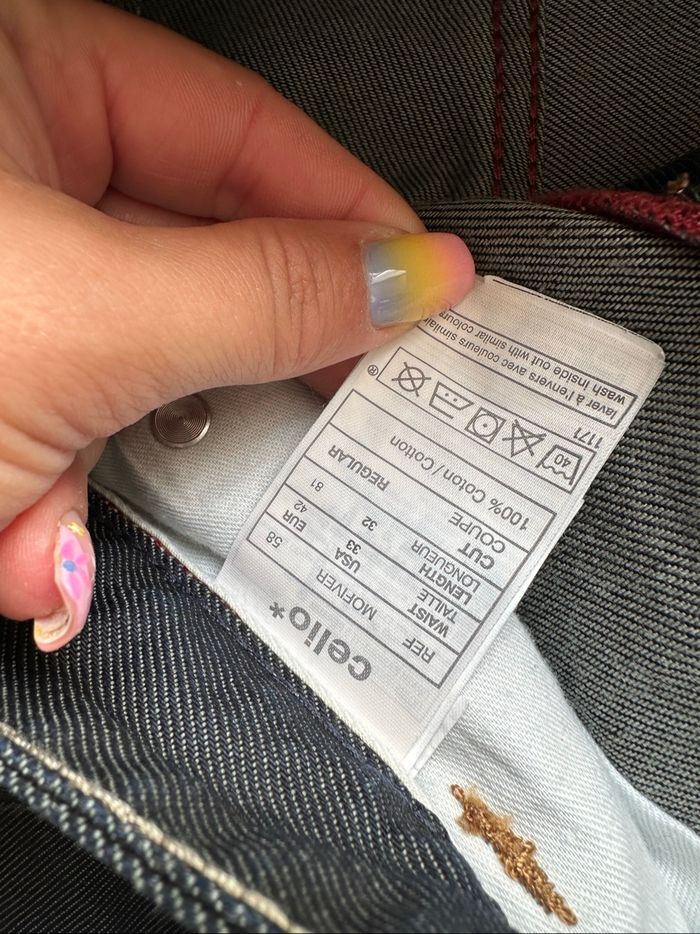 celio*
REF MOFIVER 58
WAIST USA EUR
TAILLE 33 42
LENGTH
LONGUEUR 32 81
CUT
COUPE REGULAR
100% Coton / Cotton
40
®
1171
laver à l'envers avec couleurs
wash inside out with similar colours